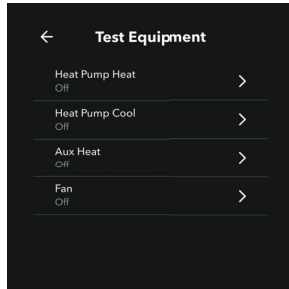 Test Equipment
Heat Pump Heat
Off
Heat Pump Cool
Off
Aux Heat
Off
Fan
Off